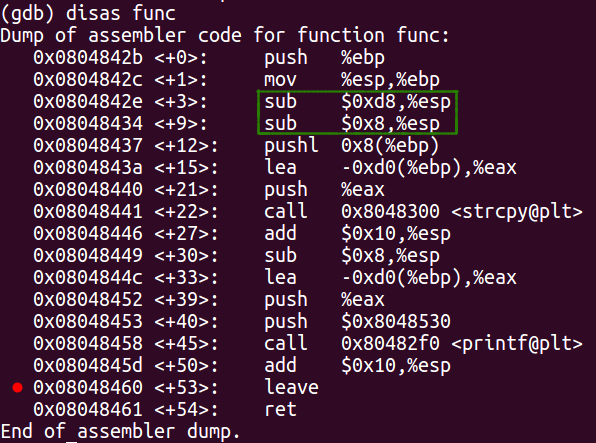 (gdb) disas func
Dump of assembler code for function func:
   0x0804842b <+0>:     push   %ebp
   0x0804842c <+1>:     mov    %esp,%ebp
   0x0804842e <+3>:     sub    $0xd8,%esp
   0x08048434 <+9>:     sub    $0x8,%esp
   0x08048437 <+12>:    pushl  0x8(%ebp)
   0x0804843a <+15>:    lea    -0xd0(%ebp),%eax
   0x08048440 <+21>:    push   %eax
   0x08048441 <+22>:    call   0x8048300 <strcpy@plt>
   0x08048446 <+27>:    add    $0x10,%esp
   0x08048449 <+30>:    sub    $0x8,%esp
   0x0804844c <+33>:    lea    -0xd0(%ebp),%eax
   0x08048452 <+39>:    push   %eax
   0x08048453 <+40>:    push   $0x8048530
   0x08048458 <+45>:    call   0x80482f0 <printf@plt>
   0x0804845d <+50>:    add    $0x10,%esp
   0x08048460 <+53>:    leave
   0x08048461 <+54>:    ret
End of assembler dump.